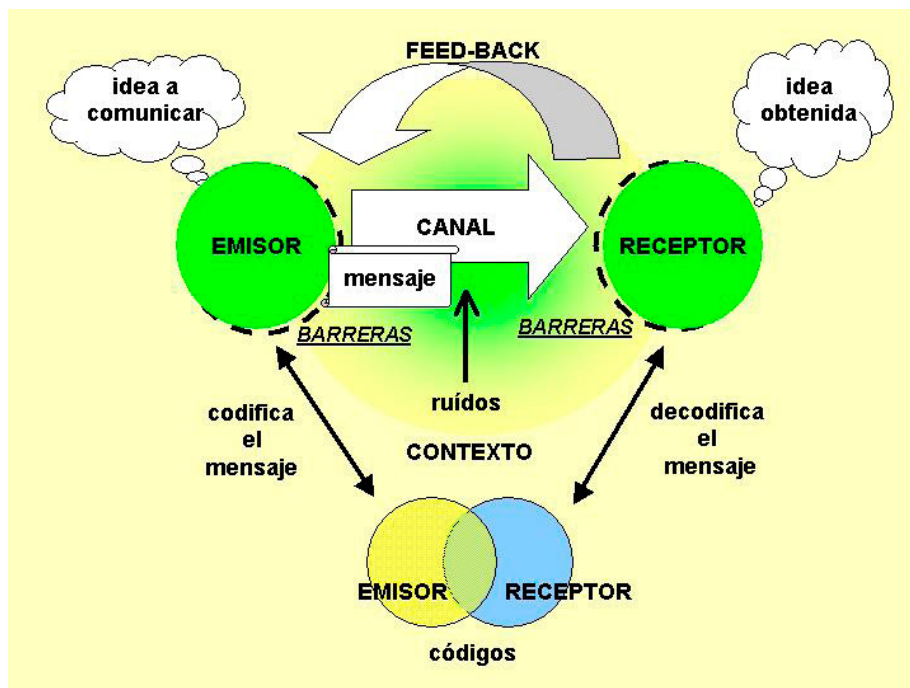 FEED-BACK
idea a
comunicar
idea
obtenida
EMISOR
CANAL
RECEPTOR
mensaje
BARRERAS
BARRERAS
ruídos
codifica
el
mensaje
decodifica
el
mensaje
CONTEXTO
EMISOR
RECEPTOR
códigos